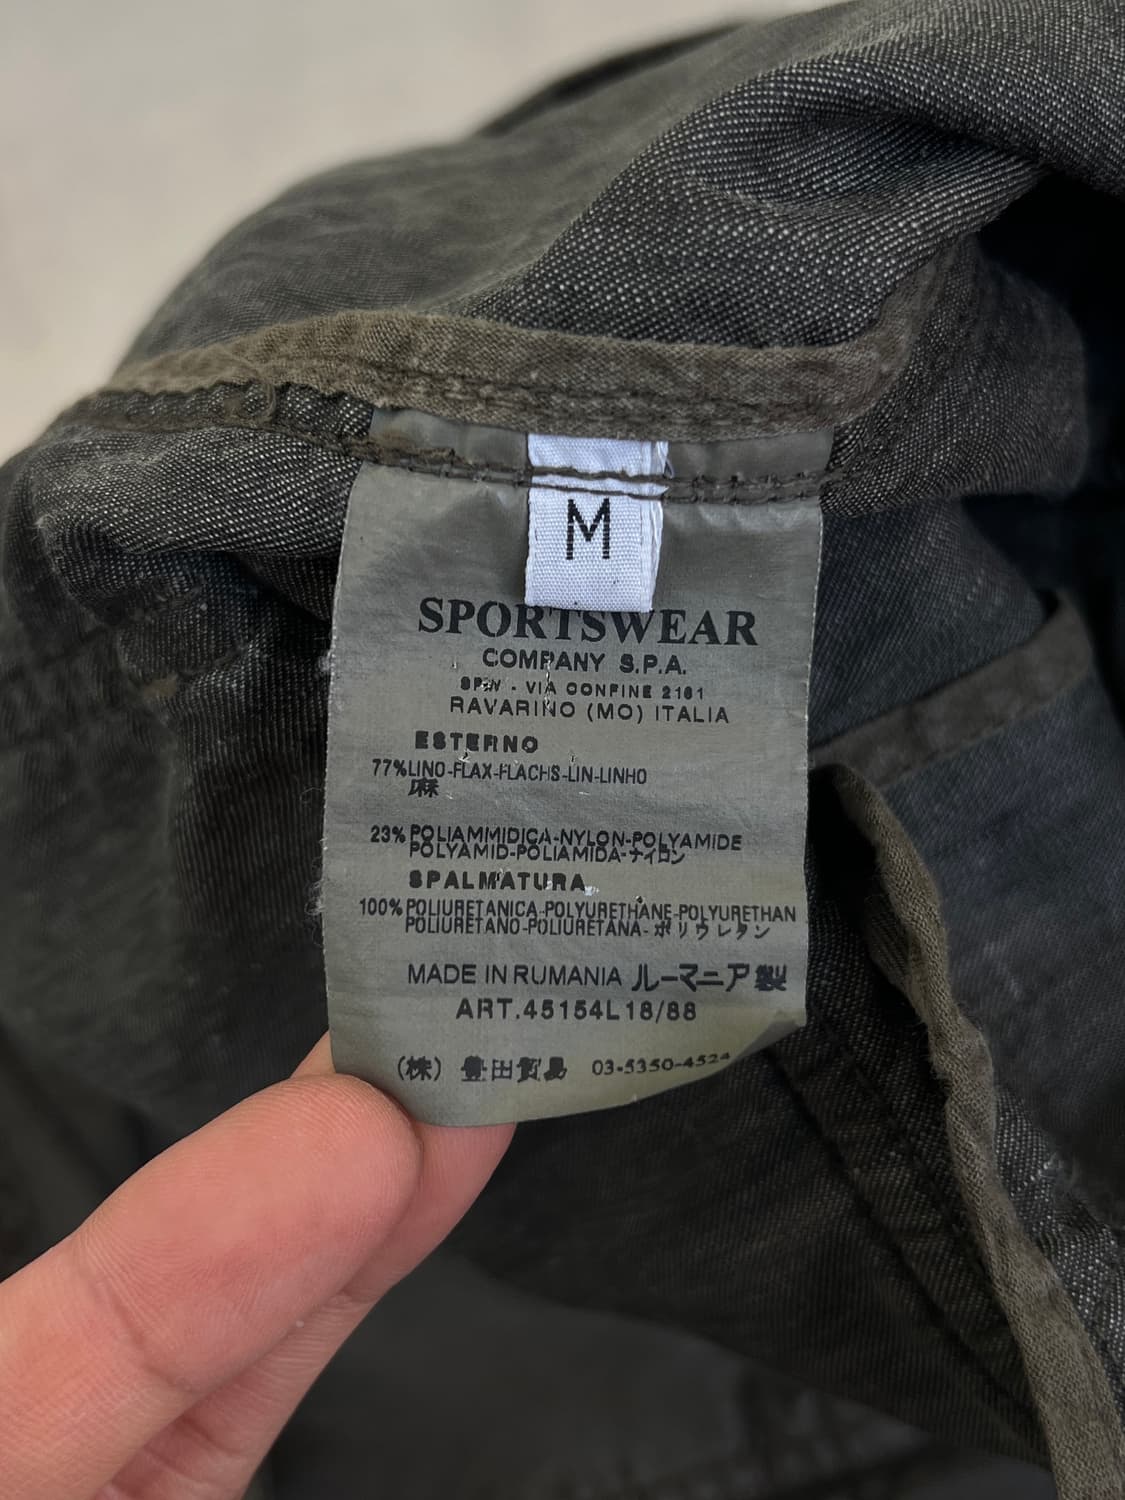 M
SPORTSWEAR
COMPANY S.P.A.
SPW - VIA CONFINE 2161
RAVARINO (MO) ITALIA
ESTERNO
77%LINO-FLAX-FLACHS-LIN-LINHO
麻
23%POLIAMMIDICA-NYLON-POLYAMIDE
POLYAMID-POLIAMIDA-ナイロン
SPALMATURA
100%POLIURETANICA-POLYURETHANE-POLYURETHAN
POLIURETANO-POLIURETANA-ポリウレタン
MADE IN RUMANIA ルーマニア製
ART.45154L18/88
(株) 豊田貿易 03-5350-4524